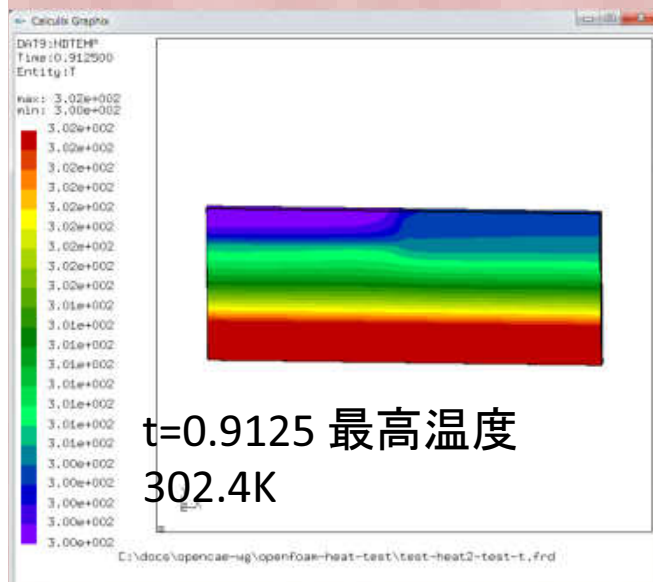 Calculix Graphix
DAT9:NDTEMP
Time:0.912500
Entity:T
max: 3.02e+002
min: 3.00e+002
3.02e+002
3.02e+002
3.02e+002
3.02e+002
3.02e+002
3.02e+002
3.02e+002
3.02e+002
3.02e+002
3.01e+002
3.01e+002
3.01e+002
3.01e+002
3.01e+002
3.01e+002
3.01e+002
3.01e+002
3.00e+002
3.00e+002
3.00e+002
3.00e+002
3.00e+002
t=0.9125 最高温度
302.4K
C:\docs\opencae-wg\openfoam-heat-test\test-heat2-test-t.frd